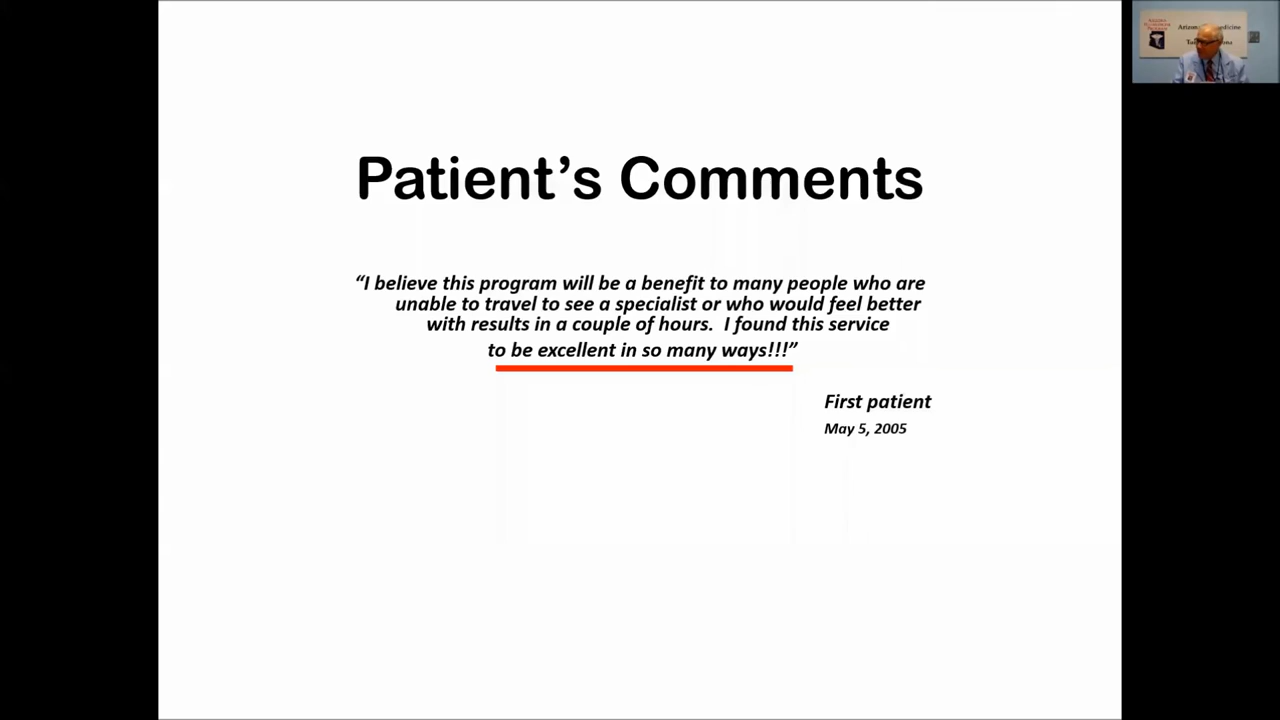 Patient’s Comments
“I believe this program will be a benefit to many people who are
unable to travel to see a specialist or who would feel better
with results in a couple of hours.  I found this service
to be excellent in so many ways!!!”
First patient
May 5, 2005
Arizona